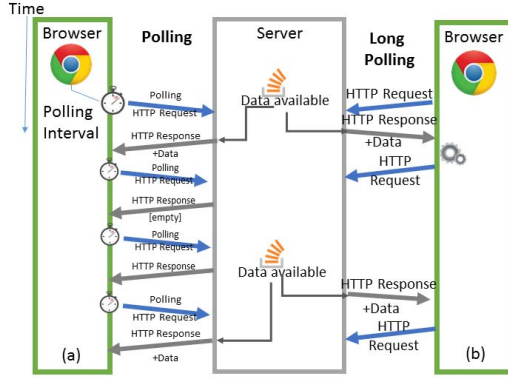 Time
Browser
Polling
Server
Long
Polling
Browser
Polling
Interval
Polling
HTTP Request
Data available
HTTP Request
HTTP Response
+Data
HTTP Response
+Data
Polling
HTTP Request
HTTP
Request
HTTP Response
[empty]
Polling
HTTP Request
HTTP Response
Data available
HTTP Response
+Data
Polling
HTTP Request
HTTP Response
+Data
HTTP
Request
(a)
(b)